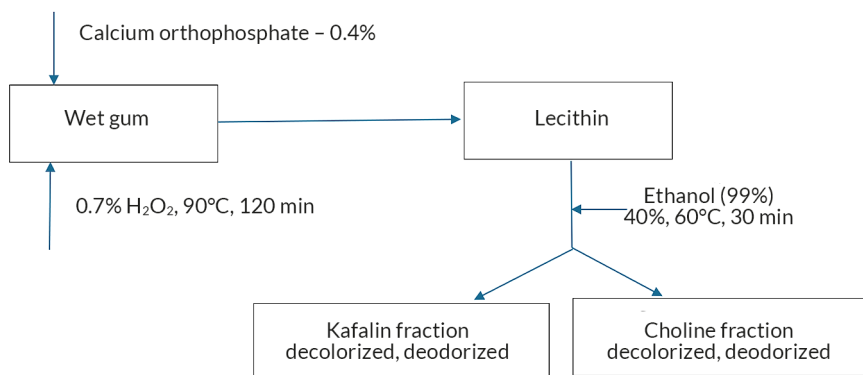 Calcium orthophosphate – 0.4%
Wet gum
Lecithin
0.7% H₂O₂, 90°C, 120 min
Ethanol (99%)
40%, 60°C, 30 min
Kafalin fraction
decolorized, deodorized
Choline fraction
decolorized, deodorized